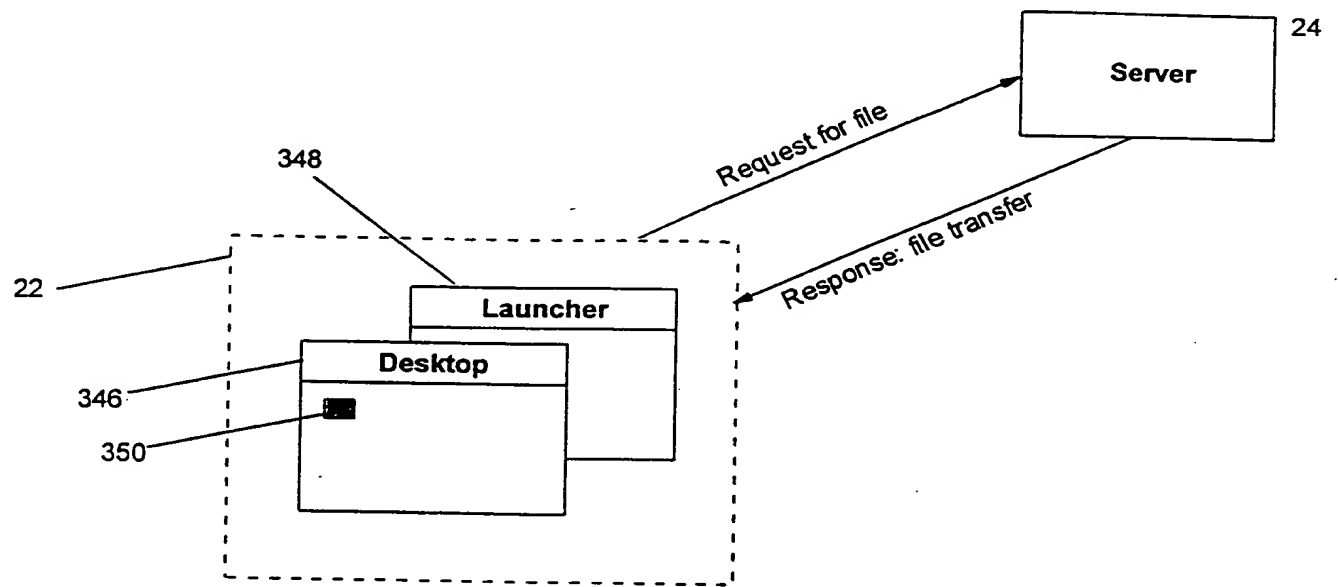 24
Server
Request for file
348
Response: file transfer
22
Launcher
Desktop
346
350